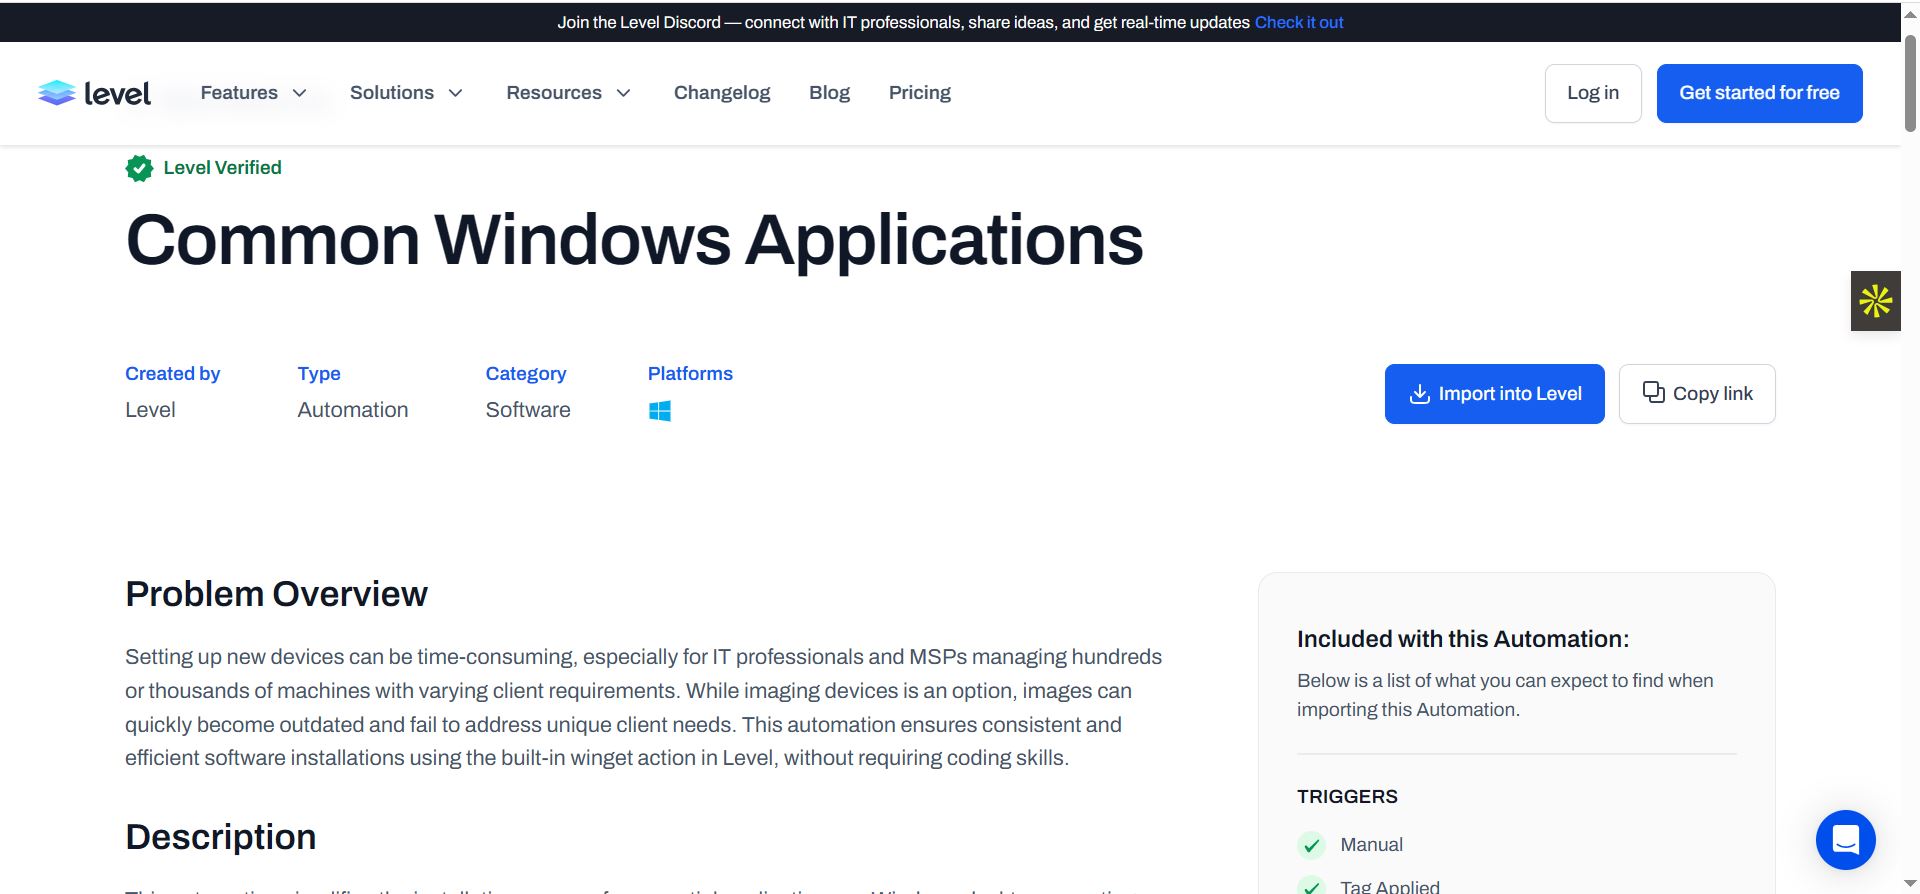 Join the Level Discord — connect with IT professionals, share ideas, and get real-time updates Check it out
level
Features
Solutions
Resources
Changelog
Blog
Pricing
Log in
Get started for free
Level Verified
Common Windows Applications
Created by
Type
Category
Platforms
Level
Automation
Software
Import into Level
Copy link
Problem Overview
Setting up new devices can be time-consuming, especially for IT professionals and MSPs managing hundreds
or thousands of machines with varying client requirements. While imaging devices is an option, images can
quickly become outdated and fail to address unique client needs. This automation ensures consistent and
efficient software installations using the built-in winget action in Level, without requiring coding skills.
Description
Included with this Automation:
Below is a list of what you can expect to find when
importing this Automation.
TRIGGERS
Manual
Tag Applied